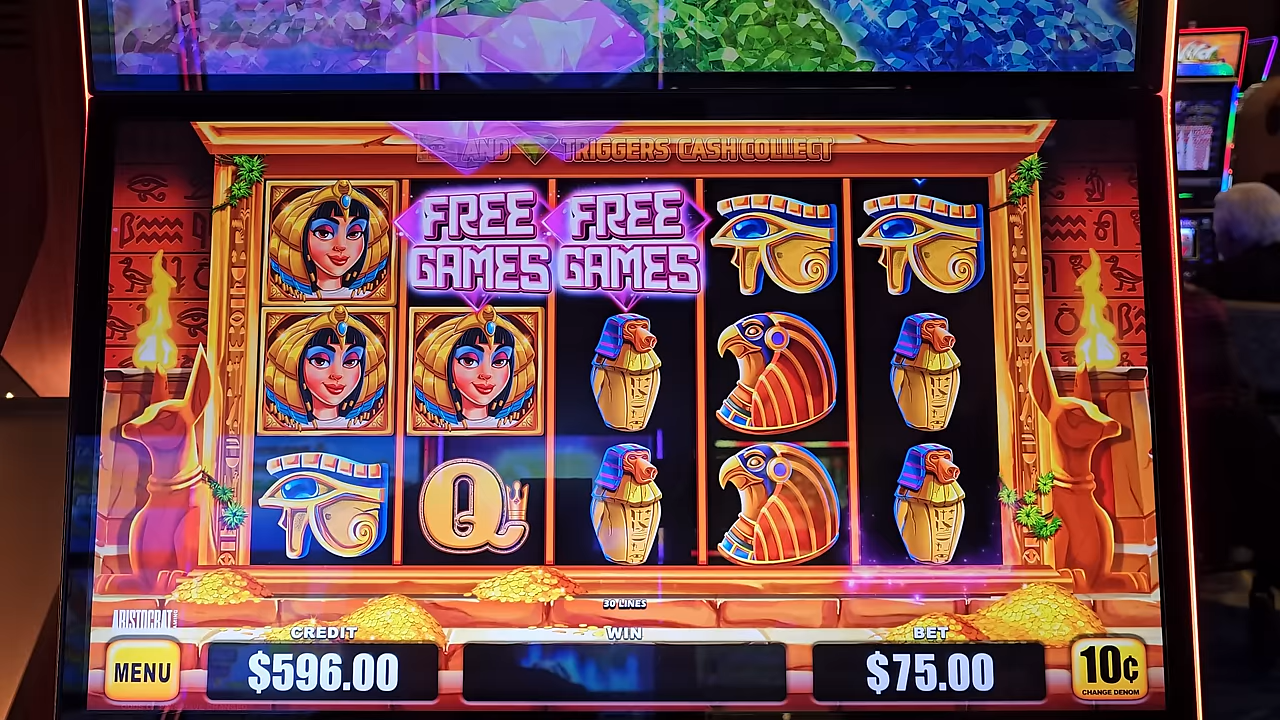 AND TRIGGERS CASH COLLECT
FREE GAMES
FREE GAMES
Q
30 LINES
ARISTOCRAT
CREDIT
WIN
BET
MENU
$596.00
$75.00
10¢
CHANGE DENOM